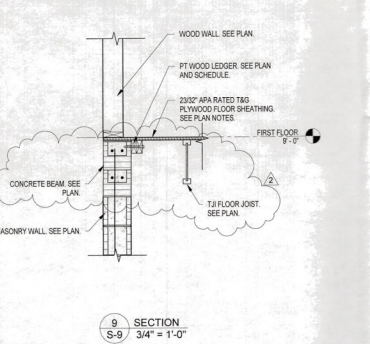 WOOD WALL. SEE PLAN.
PT WOOD LEDGER. SEE PLAN
AND SCHEDULE.
23/32" APA RATED T&G
PLYWOOD FLOOR SHEATHING.
SEE PLAN NOTES.
FIRST FLOOR
9' - 0"
CONCRETE BEAM. SEE
PLAN.
2
TJI FLOOR JOIST.
SEE PLAN.
ASONRY WALL. SEE PLAN.
9 SECTION
S-9 3/4" = 1'-0"